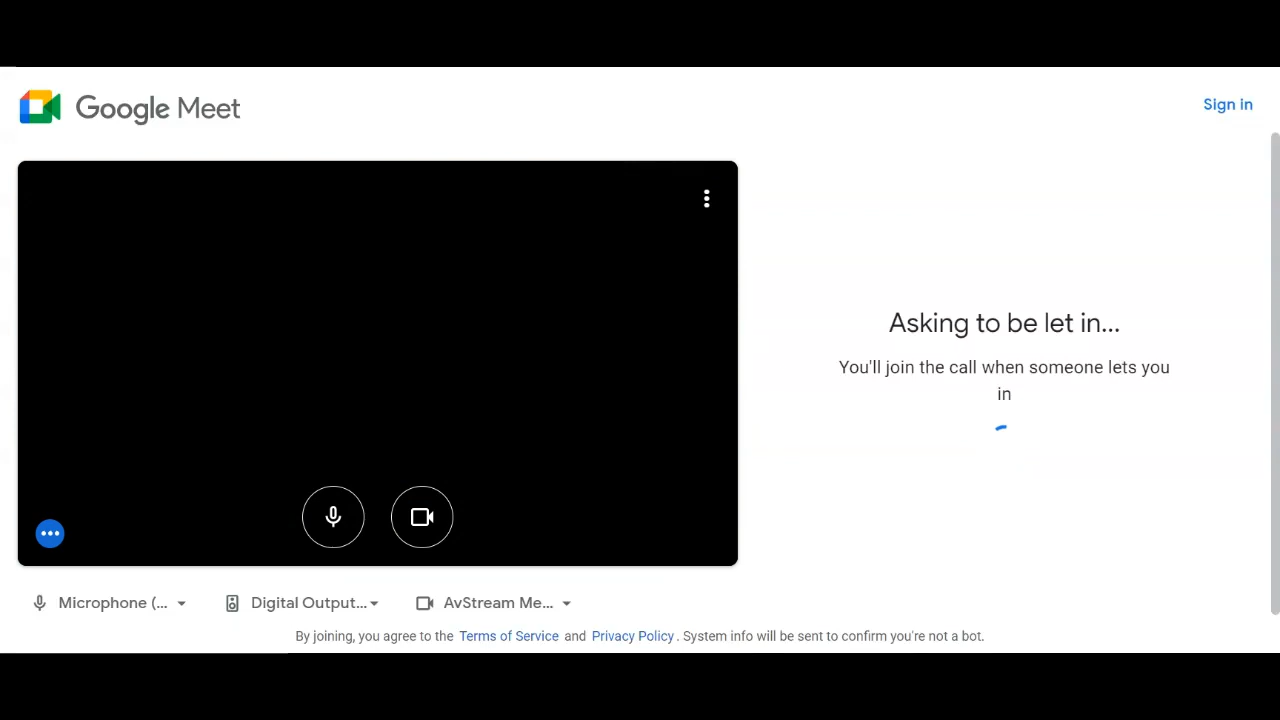 Google Meet
Sign in
Asking to be let in...
You'll join the call when someone lets you
in
Microphone (...
Digital Output...
AvStream Me...
By joining, you agree to the Terms of Service and Privacy Policy. System info will be sent to confirm you're not a bot.